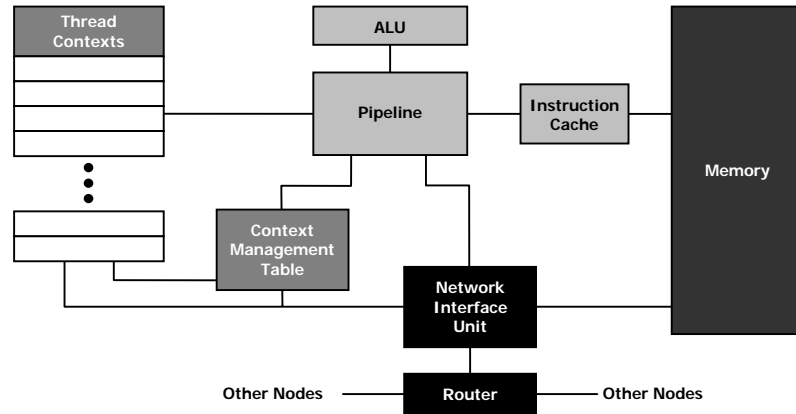 Thread
Contexts
ALU
Pipeline
Instruction
Cache
Memory
Context
Management
Table
Network
Interface
Unit
Other Nodes
Router
Other Nodes